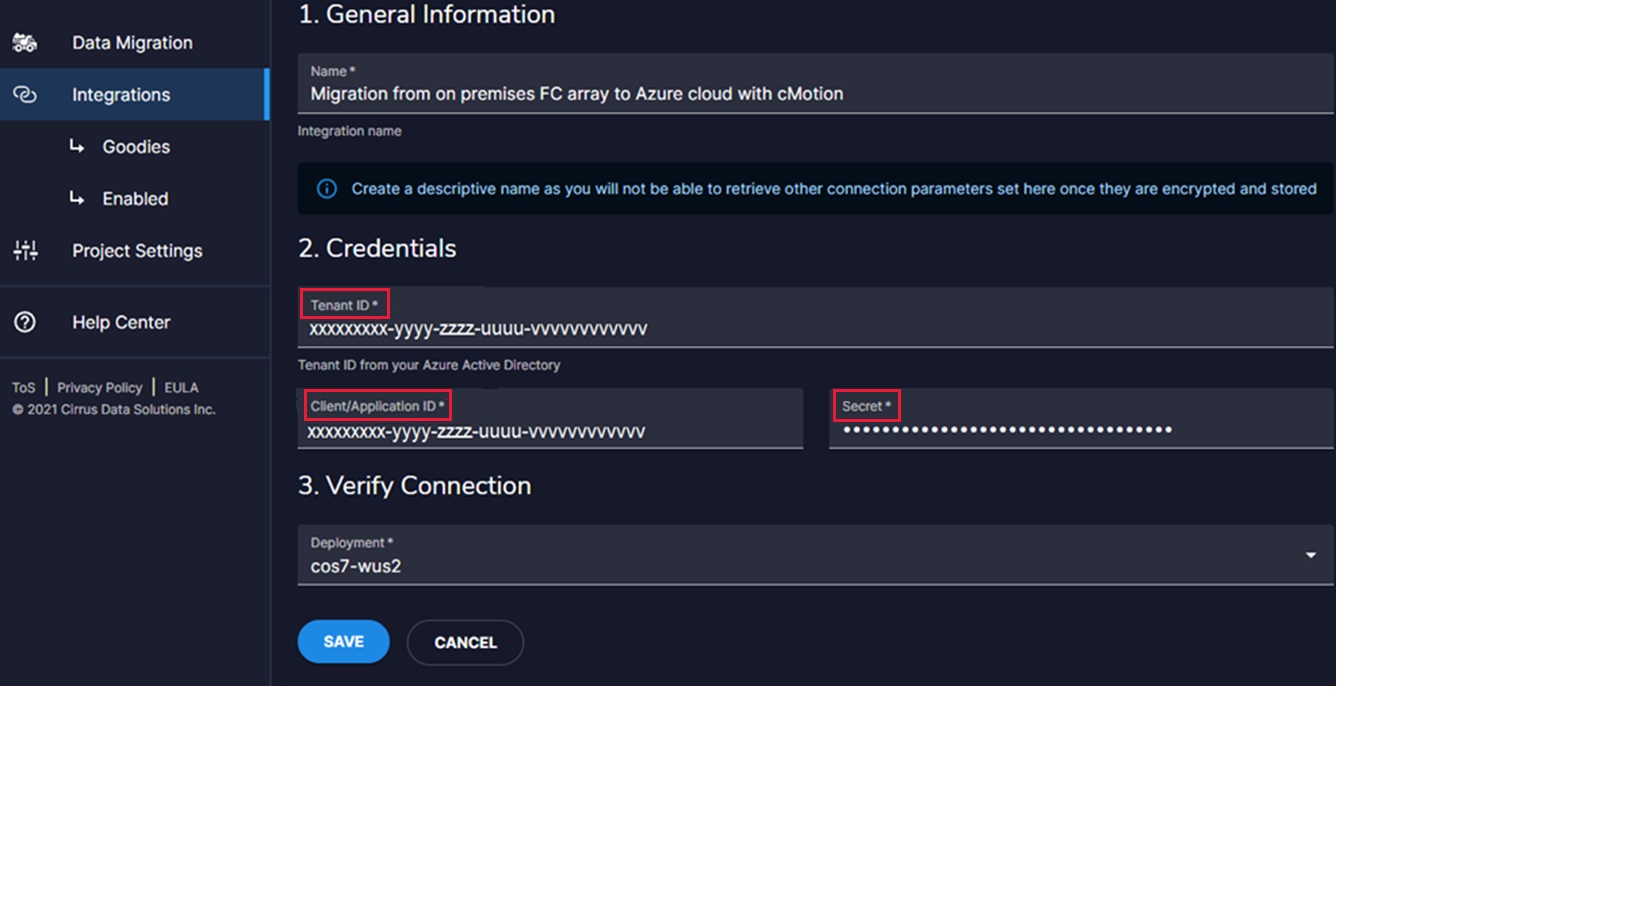 Data Migration
Integrations
Goodies
Enabled
Project Settings
Help Center
ToS | Privacy Policy | EULA
© 2021 Cirrus Data Solutions Inc.
1. General Information
Name *
Migration from on premises FC array to Azure cloud with cMotion
Integration name
Create a descriptive name as you will not be able to retrieve other connection parameters set here once they are encrypted and stored
2. Credentials
Tenant ID *
xxxxxxxxx-yyyy-zzzz-uuuu-vvvvvvvvvvvv
Tenant ID from your Azure Active Directory
Client/Application ID * Secret *
xxxxxxxxx-yyyy-zzzz-uuuu-vvvvvvvvvvvv ••••••••••••••••••••••••••••••••••
3. Verify Connection
Deployment *
cos7-wus2
SAVE CANCEL